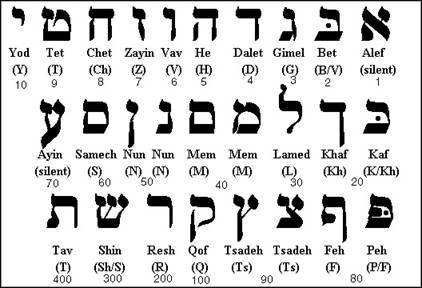 א בּ ג ד ה ו ז ח ט י
Yod Tet Chet Zayin Vav He Dalet Gimel Bet Alef
(Y) (T) (Ch) (Z) (V) (H) (D) (G) (B/V) (silent)
10 9 8 7 6 5 4 3 2 1
כּ ך ל מ ם נ ן ס ע
Ayin Samech Nun Nun Mem Mem Lamed Khaf Kaf
(silent) (S) (N) (N) (M) (M) (L) (Kh) (K/Kh)
70 60 50 40 30 20
פּ ף צ ץ ק ר ש ת
Tav Shin Resh Qof Tsadeh Tsadeh Feh Peh
(T) (Sh/S) (R) (Q) (Ts) (Ts) (F) (P/F)
400 300 200 100 90 80